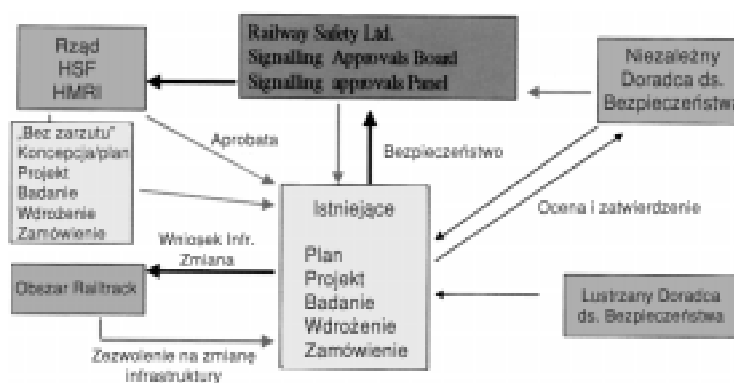 Rząd
HSF
HMRI
Railway Safety Ltd.
Signalling Approvals Board
Signalling approvals Panel
Niezależny
Doradca ds.
Bezpieczeństwa
„Bez zarzutu"
Koncepcja/plan
Projekt
Badanie
Wdrożenie
Zamówienie
Aprobata
Bezpieczeństwo
Ocena i zatwierdzenie
Istniejące
Plan
Projekt
Badanie
Wdrożenie
Zamówienie
Wniosek Infr.
Zmiana
Obszar Railtrack
Zezwolenie na zmianę
infrastruktury
Lustrzany Doradca
ds. Bezpieczeństwa